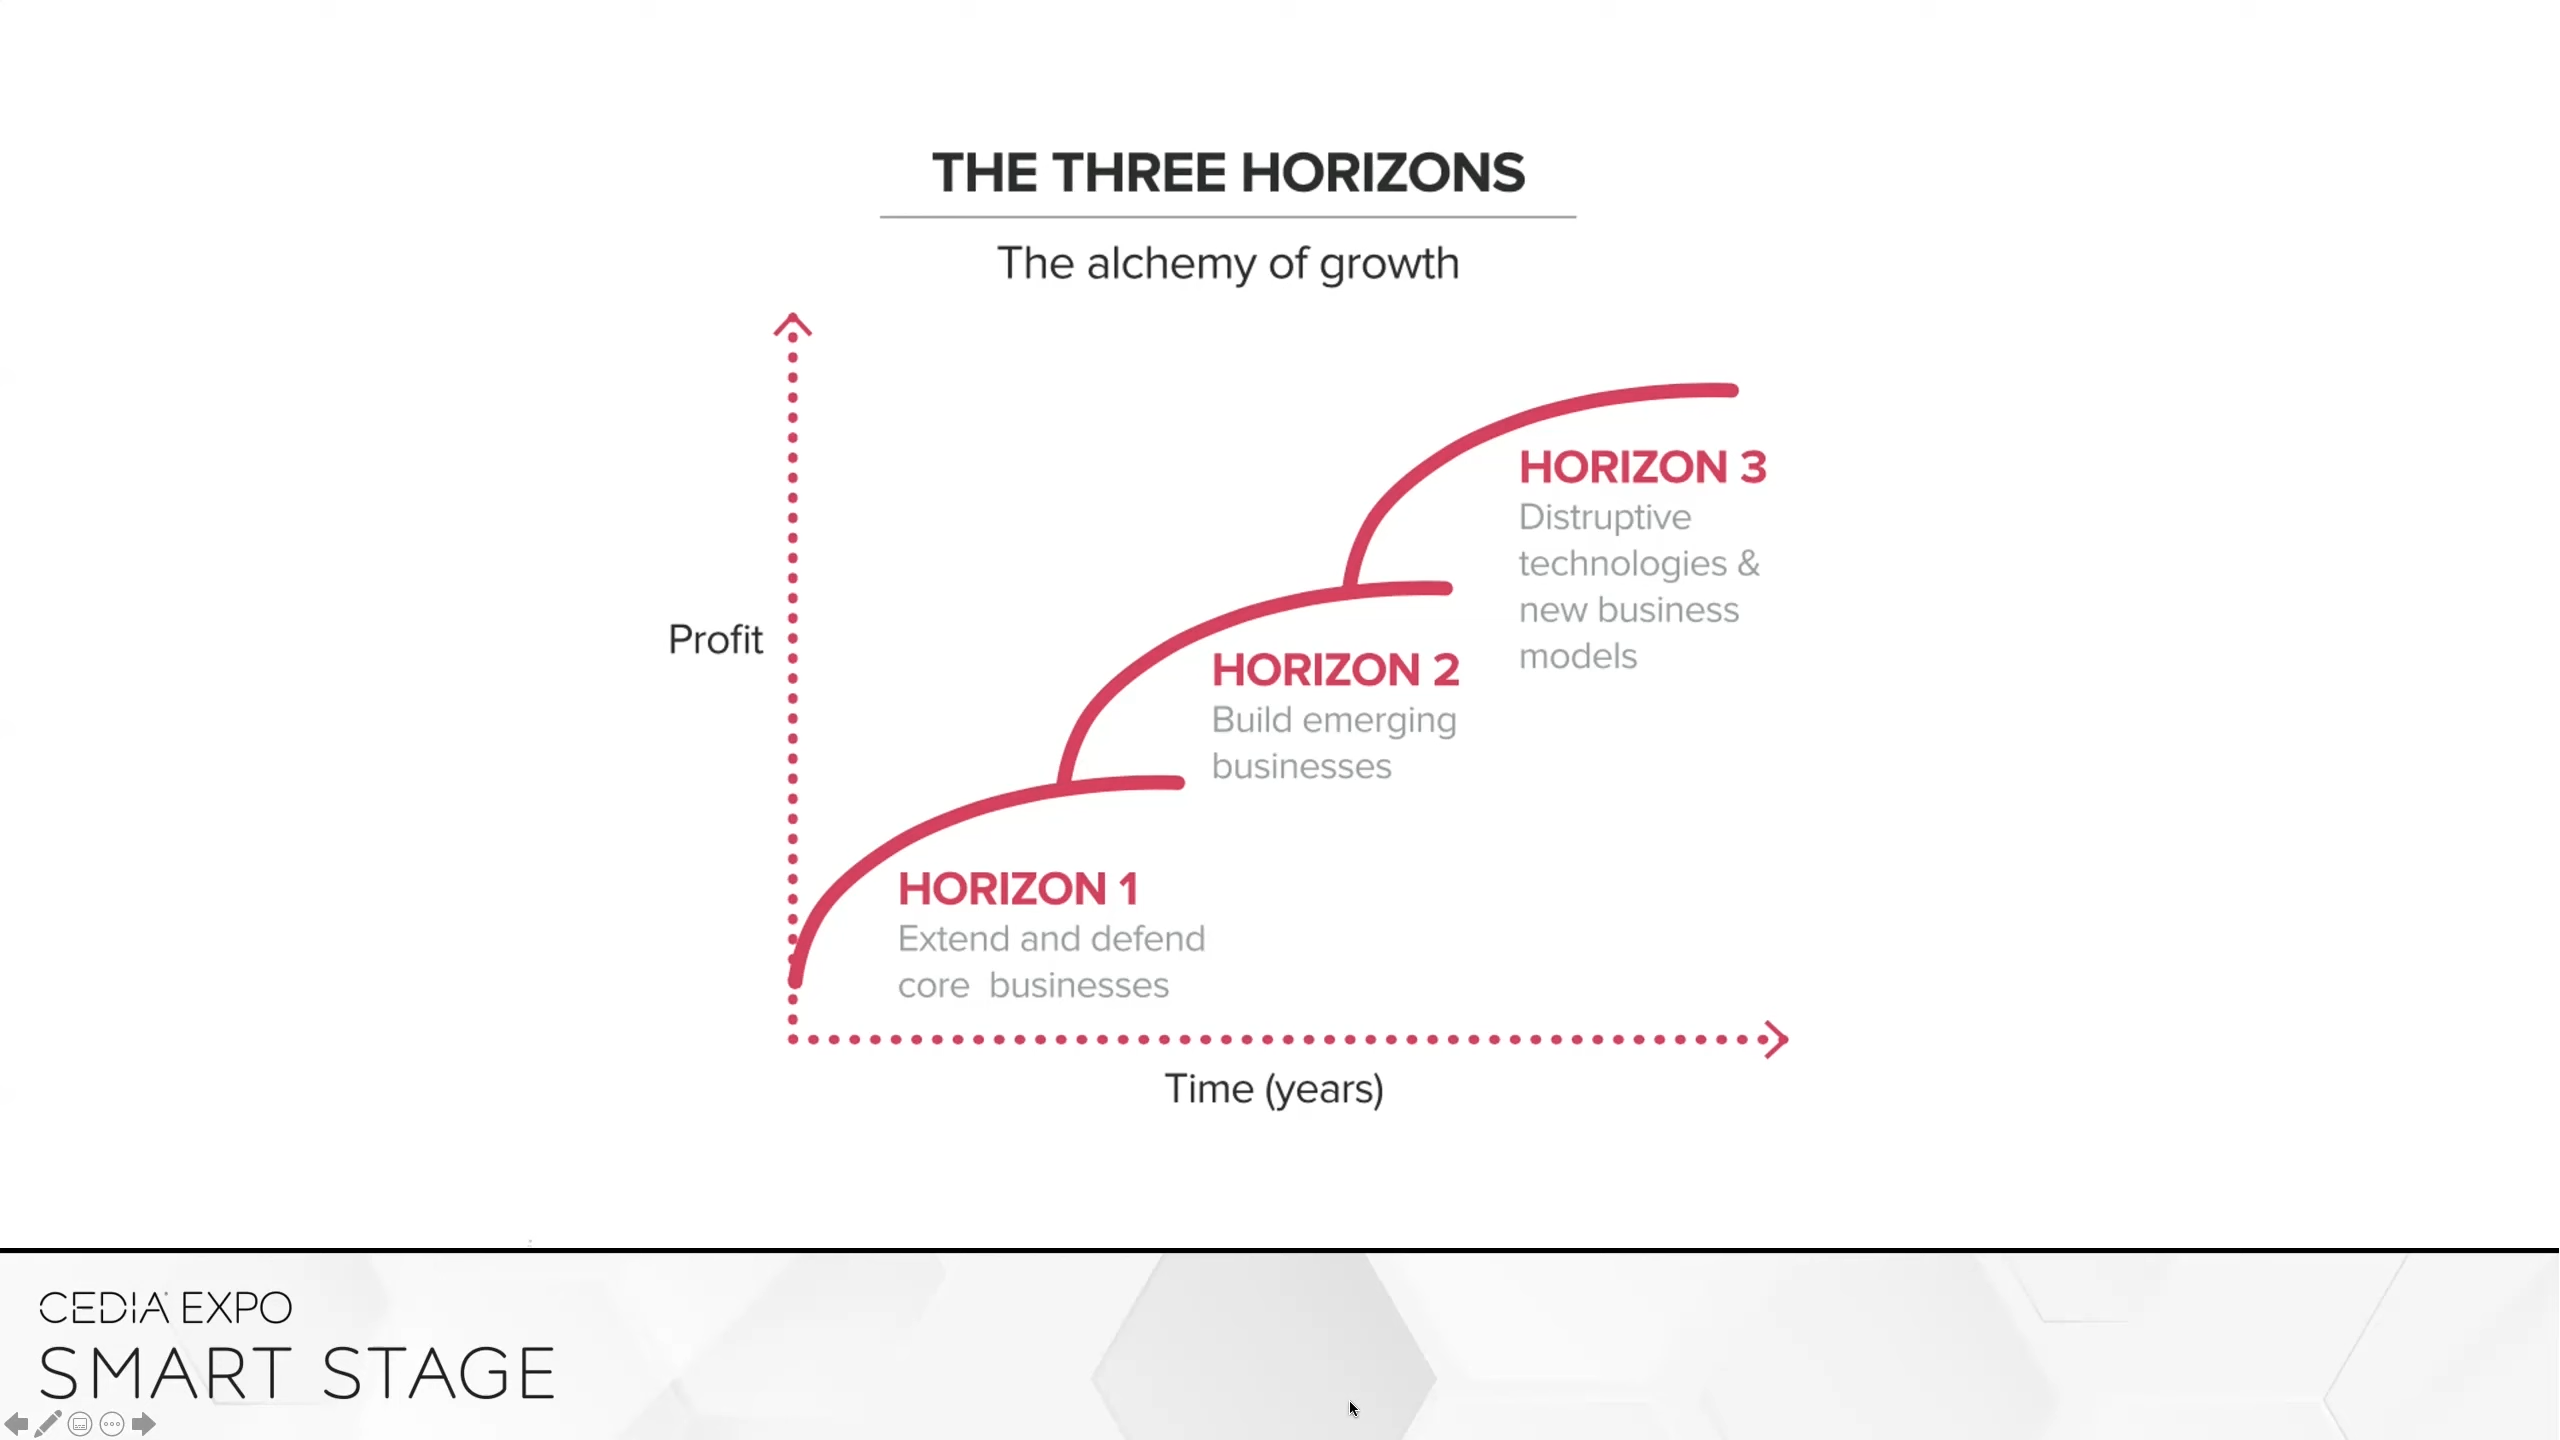 THE THREE HORIZONS
The alchemy of growth
HORIZON 3
Distruptive
technologies &
new business
models
Profit
HORIZON 2
Build emerging
businesses
HORIZON 1
Extend and defend
core  businesses
Time (years)
CEDIA EXPO
SMART STAGE